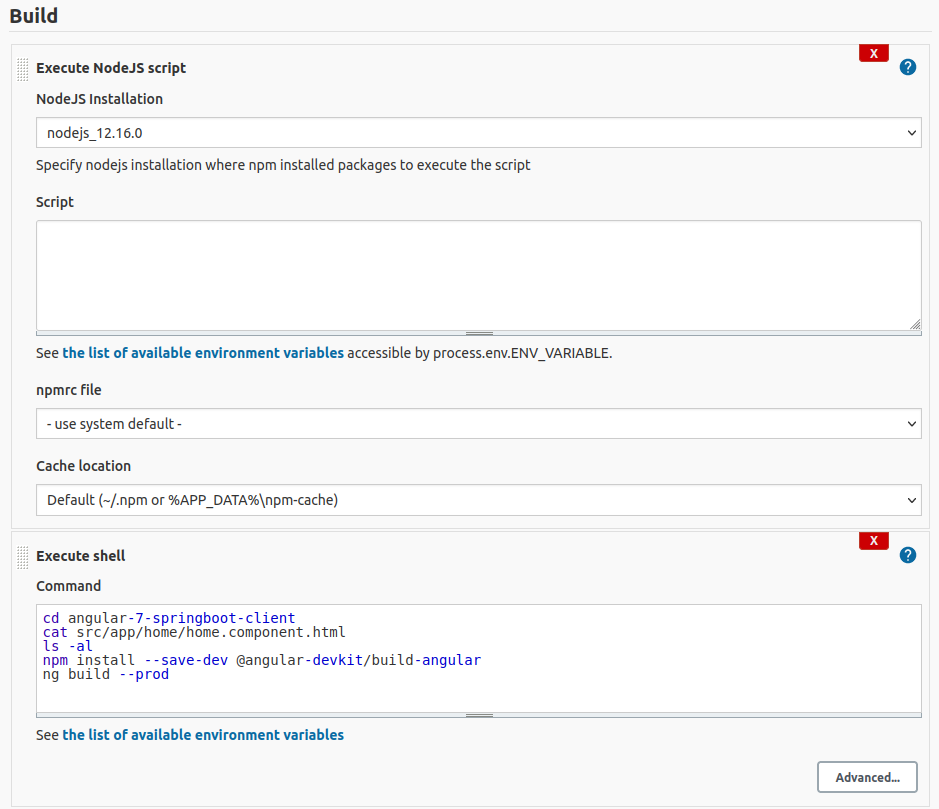 Build
X
Execute NodeJS script
?
NodeJS Installation
nodejs_12.16.0
Specify nodejs installation where npm installed packages to execute the script
Script
See the list of available environment variables accessible by process.env.ENV_VARIABLE.
npmrc file
- use system default -
Cache location
Default (~/.npm or %APP_DATA%\npm-cache)
X
Execute shell
?
Command
cd angular-7-springboot-client
cat src/app/home/home.component.html
ls -al
npm install --save-dev @angular-devkit/build-angular
ng build --prod
See the list of available environment variables
Advanced...